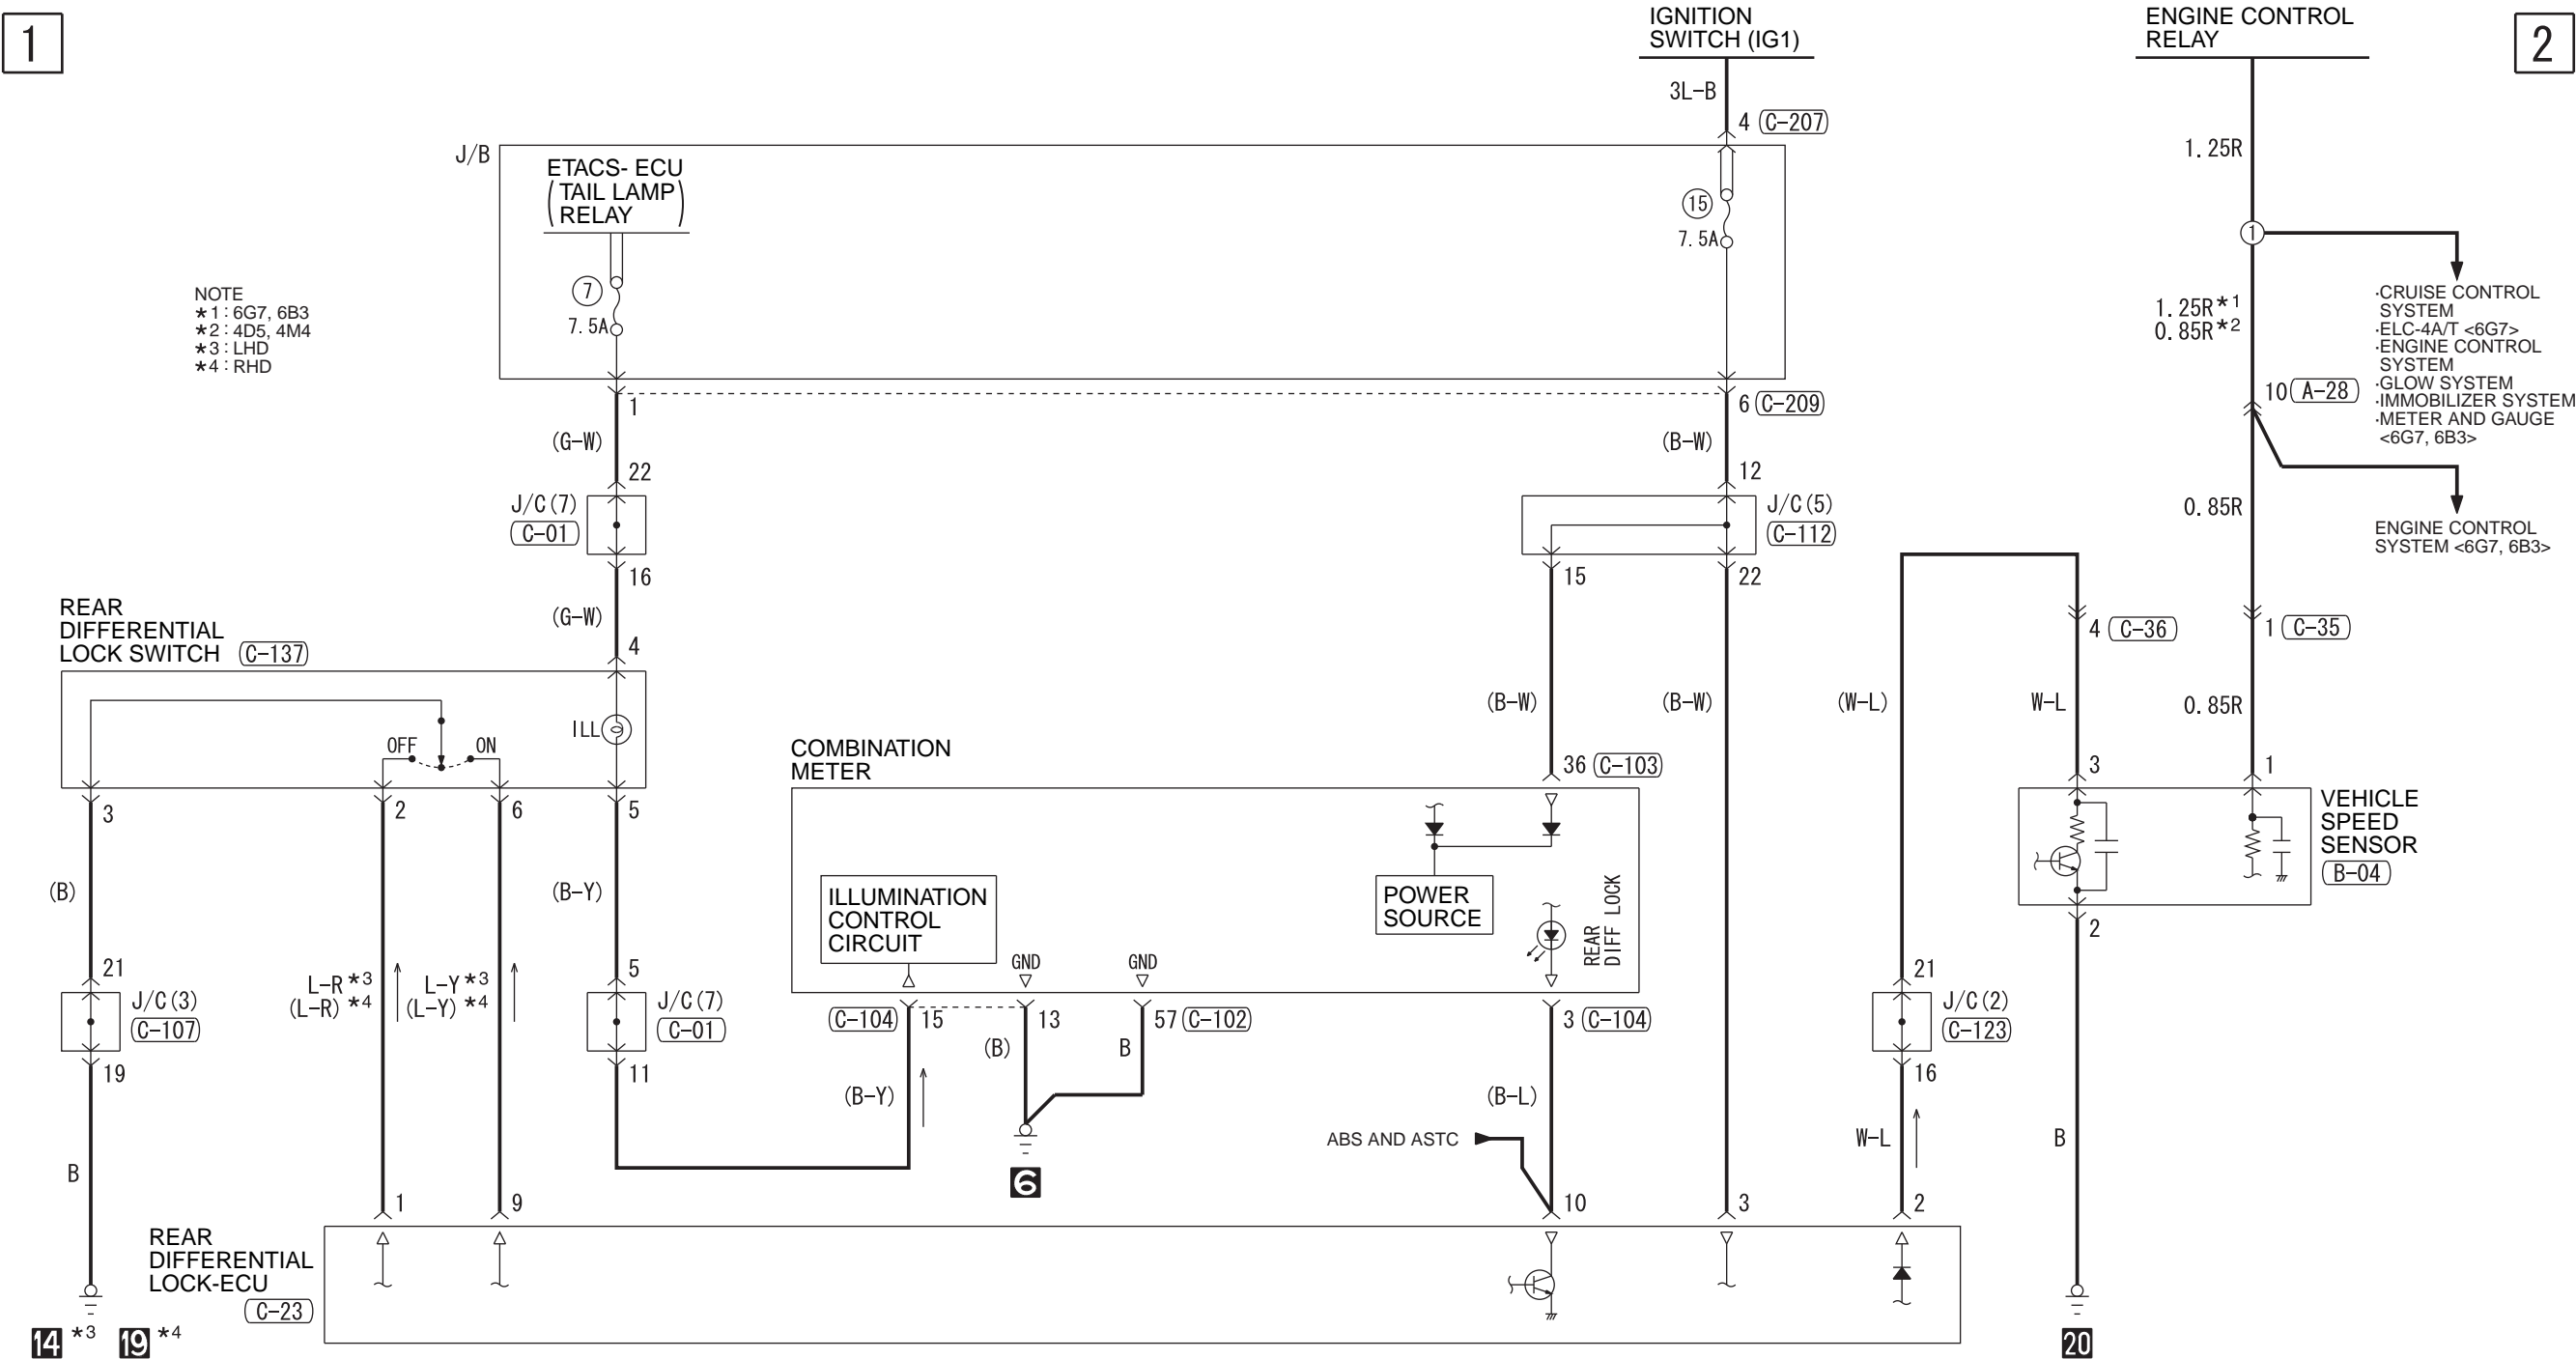 1
2
IGNITION
SWITCH (IG1)
ENGINE CONTROL
RELAY
3L-B
4 C-207
1.25R
J/B
ETACS- ECU
(TAIL LAMP
RELAY)
7
7.5A
15
7.5A
1
NOTE
*1 : 6G7, 6B3
*2 : 4D5, 4M4
*3 : LHD
*4 : RHD
1.25R*1
0.85R*2
·CRUISE CONTROL
SYSTEM
·ELC-4A/T <6G7>
·ENGINE CONTROL
SYSTEM
·GLOW SYSTEM
·IMMOBILIZER SYSTEM
·METER AND GAUGE
<6G7, 6B3>
10 A-28
1
6 C-209
(G-W)
(B-W)
22
12
J/C(7)
C-01
J/C(5)
C-112
0.85R
ENGINE CONTROL
SYSTEM <6G7, 6B3>
16
15
22
REAR
DIFFERENTIAL
LOCK SWITCH C-137
(G-W)
4
4 C-36
1 C-35
OFF
ON
ILL
(B-W)
(B-W)
(W-L)
W-L
0.85R
COMBINATION
METER
36 C-103
3
1
3
2
6
5
VEHICLE
SPEED
SENSOR
B-04
(B)
(B-Y)
ILLUMINATION
CONTROL
CIRCUIT
POWER
SOURCE
REAR
DIFF LOCK
GND
GND
2
21
5
21
J/C(3)
C-107
L-R*3
(L-R)*4
L-Y*3
(L-Y)*4
J/C(7)
C-01
C-104 15
13
57 C-102
3 C-104
J/C(2)
C-123
19
11
16
(B)
B
(B-Y)
(B-L)
ABS AND ASTC
W-L
B
B
6
1
9
10
3
2
REAR
DIFFERENTIAL
LOCK-ECU
C-23
14 *3
19 *4
20